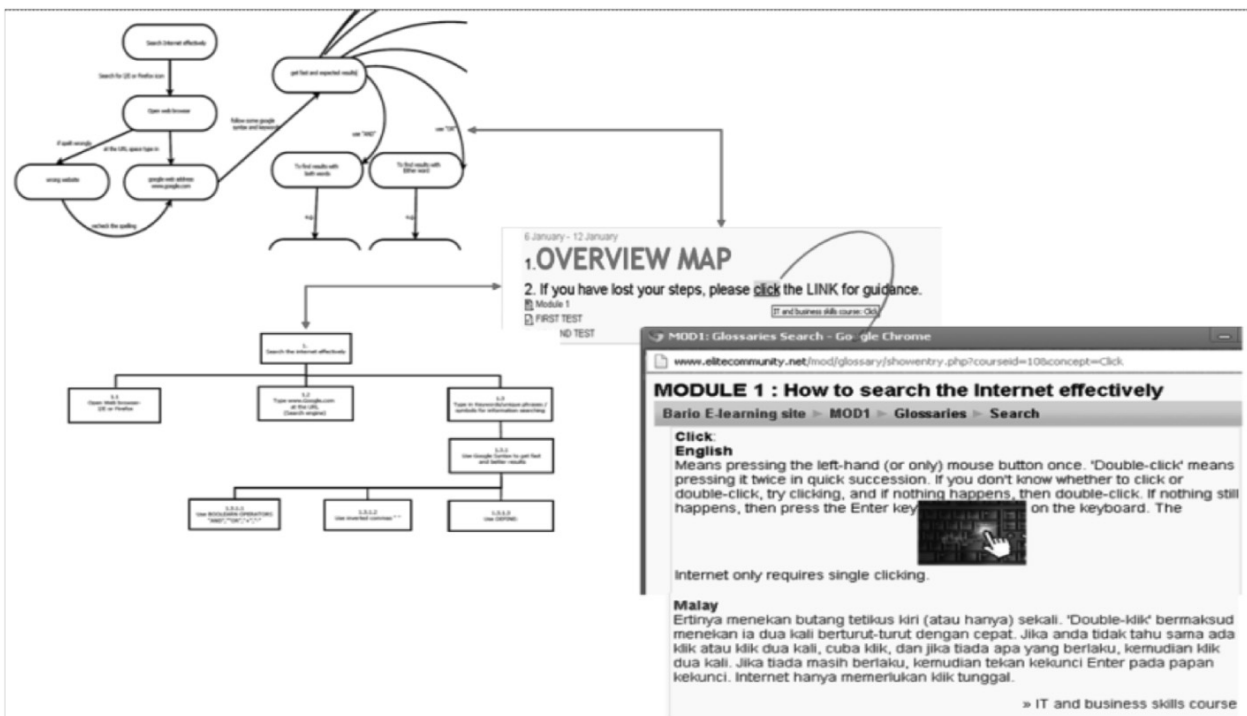 Search Internet effectively
Search for I/E or Firefox icon
Open web browser
if spelt wrongly
at the URL space type in
wrong website
google web address
www.google.com
recheck the spelling
follow some google
syntax and keywords
get fast and expected results
use "AND"
use "OR"
To find results with
both words
To find results with
Either word
e.g.
e.g.
6 January - 12 January
1.OVERVIEW MAP
2. If you have lost your steps, please click the LINK for guidance.
Module 1
IT and business skills course: Click
FIRST TEST
ND TEST
1.
Search the internet effectively
1.1
Open Web browser-
I/E or Firefox
1.2
Type www.Google.com
at the URL
(Search engine)
1.3
Type in Keywords/unique phrases /
symbols for information searching
1.3.1
Use Google Syntax to get fast
and better results
1.3.1.1
Use BOOLEAN OPERATORS
1.3.1.2
Use inverted commas " "
1.3.1.3
Use DEFINE:
MOD1: Glossaries Search - Google Chrome
www.elitecommunity.net/mod/glossary/showentry.php?courseid=10&concept=Click
MODULE 1 : How to search the Internet effectively
Bario E-learning site ► MOD1 ► Glossaries ► Search
Click:
English
Means pressing the left-hand (or only) mouse button once. 'Double-click' means
pressing it twice in quick succession. If you don't know whether to click or
double-click, try clicking, and if nothing happens, then double-click. If nothing still
happens, then press the Enter key on the keyboard. The
Internet only requires single clicking.
Malay
Ertinya menekan butang tetikus kiri (atau hanya) sekali. 'Double-klik' bermaksud
menekan ia dua kali berturut-turut dengan cepat. Jika anda tidak tahu sama ada
klik atau klik dua kali, cuba klik, dan jika tiada apa yang berlaku, kemudian klik
dua kali. Jika tiada masih berlaku, kemudian tekan kekunci Enter pada papan
kekunci. Internet hanya memerlukan klik tunggal.
» IT and business skills course